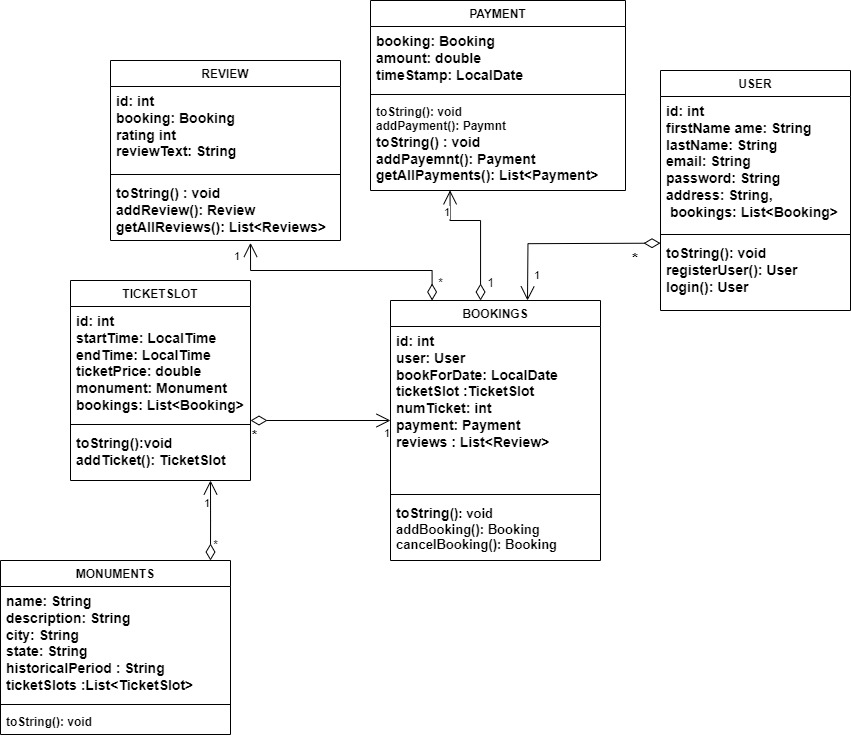 PAYMENT
booking: Booking
amount: double
timeStamp: LocalDate
toString(): void
addPayment(): Paymnt
toString() : void
addPayemnt(): Payment
getAllPayments(): List<Payment>
REVIEW
id: int
booking: Booking
rating int
reviewText: String
toString() : void
addReview(): Review
getAllReviews(): List<Reviews>
USER
id: int
firstName ame: String
lastName: String
email: String
password: String
address: String,
bookings: List<Booking>
toString(): void
registerUser(): User
login(): User
1
1
*
1
*
1
TICKETSLOT
id: int
startTime: LocalTime
endTime: LocalTime
ticketPrice: double
monument: Monument
bookings: List<Booking>
toString():void
addTicket(): TicketSlot
BOOKINGS
id: int
user: User
bookForDate: LocalDate
ticketSlot :TicketSlot
numTicket: int
payment: Payment
reviews : List<Review>
toString(): void
addBooking(): Booking
cancelBooking(): Booking
*
1
1
*
MONUMENTS
name: String
description: String
city: String
state: String
historicalPeriod : String
ticketSlots :List<TicketSlot>
toString(): void